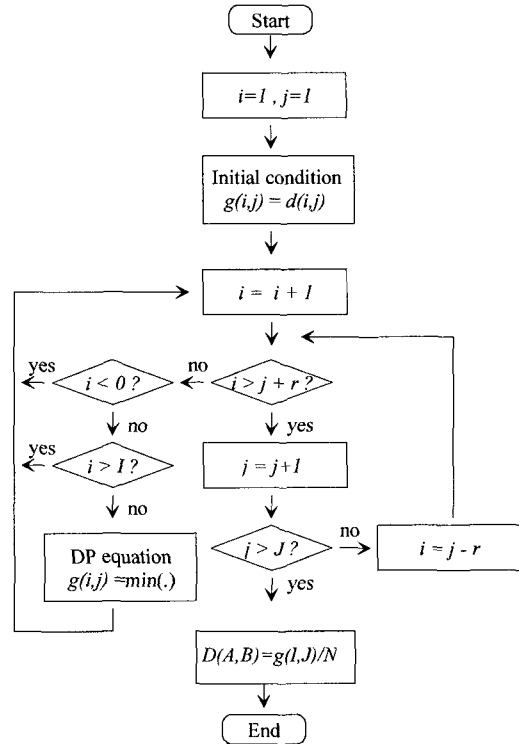 Start
i=1 , j=1
Initial condition
g(i,j) = d(i,j)
i = i + 1
yes
i < 0 ?
no
i > j + r ?
no
yes
yes
i > I ?
j = j+1
no
DP equation
g(i,j) =min(.)
j > J ?
no
i = j - r
yes
D(A,B)=g(I,J)/N
End